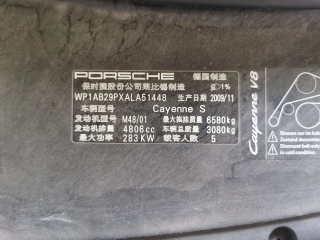 PORSCHE 德国制造
保时捷股份公司莱比锡制造 1%
WP1AB29PXALA51448 生产日期 2009/11
车辆型号 Cayenne S
发动机型号 M48/01 最大拖挂质量 6580kg
发动机排量 4806cc 车辆总质量 3080kg
最大功率 283KW 载客人数 5
Cayenne V8